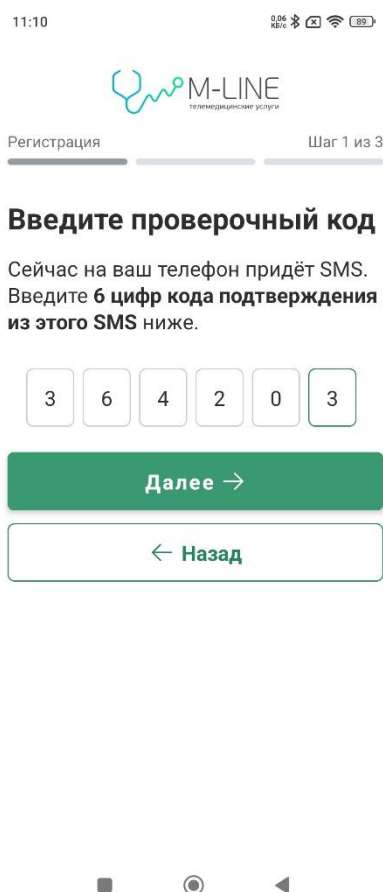 11:10
0,06 KB/c
89
M-LINE
телемедицинские услуги
Регистрация Шаг 1 из 3
Введите проверочный код
Сейчас на ваш телефон придёт SMS.
Введите 6 цифр кода подтверждения
из этого SMS ниже.
3 6 4 2 0 3
Далее →
← Назад